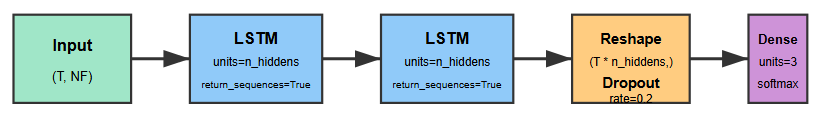 Input
(T, NF)
LSTM
units=n_hiddens
return_sequences=True
LSTM
units=n_hiddens
return_sequences=True
Reshape
(T * n_hiddens,)
Dropout
rate=0.2
Dense
units=3
softmax